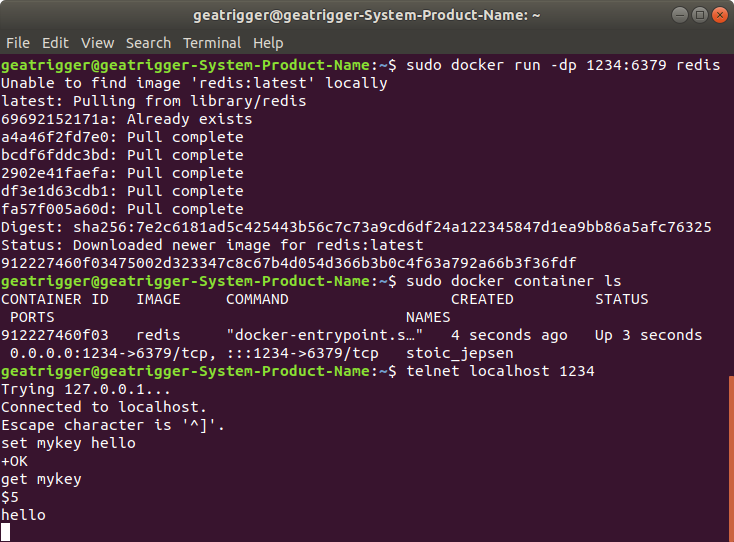 geatrigger@geatrigger-System-Product-Name: ~
File Edit View Search Terminal Help
geatrigger@geatrigger-System-Product-Name:~$ sudo docker run -dp 1234:6379 redis
Unable to find image 'redis:latest' locally
latest: Pulling from library/redis
69692152171a: Already exists
a4a46f2fd7e0: Pull complete
bcdf6fddc3bd: Pull complete
2902e41faefa: Pull complete
df3e1d63cdb1: Pull complete
fa57f005a60d: Pull complete
Digest: sha256:7e2c6181ad5c425443b56c7c73a9cd6df24a122345847d1ea9bb86a5afc76325
Status: Downloaded newer image for redis:latest
912227460f03475002d323347c8c67b4d054d366b3b0c4f63a792a66b3f36fdf
geatrigger@geatrigger-System-Product-Name:~$ sudo docker container ls
CONTAINER ID   IMAGE     COMMAND                  CREATED         STATUS
 PORTS                                       NAMES
912227460f03   redis     "docker-entrypoint.s…"   4 seconds ago   Up 3 seconds
 0.0.0.0:1234->6379/tcp, :::1234->6379/tcp   stoic_jepsen
geatrigger@geatrigger-System-Product-Name:~$ telnet localhost 1234
Trying 127.0.0.1...
Connected to localhost.
Escape character is '^]'.
set mykey hello
+OK
get mykey
$5
hello